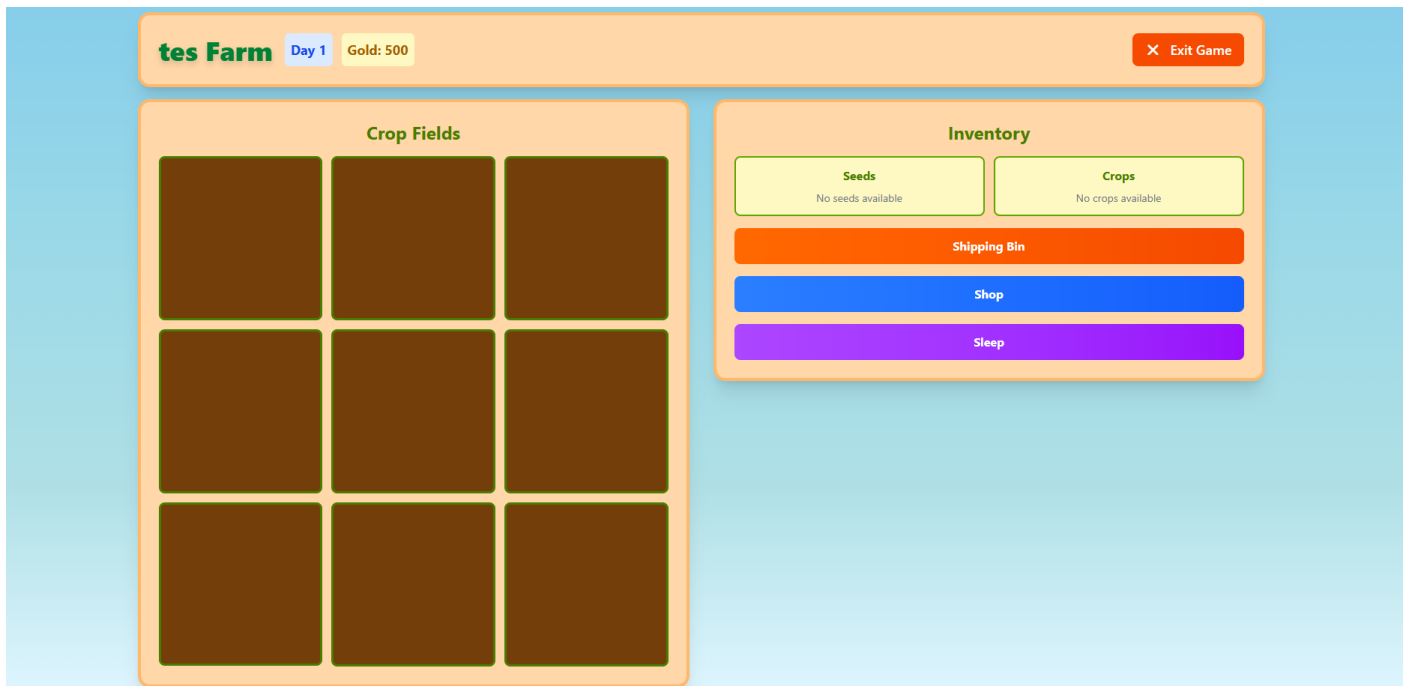 tes Farm
Day 1
Gold: 500
Exit Game
Crop Fields
Inventory
Seeds
No seeds available
Crops
No crops available
Shipping Bin
Shop
Sleep